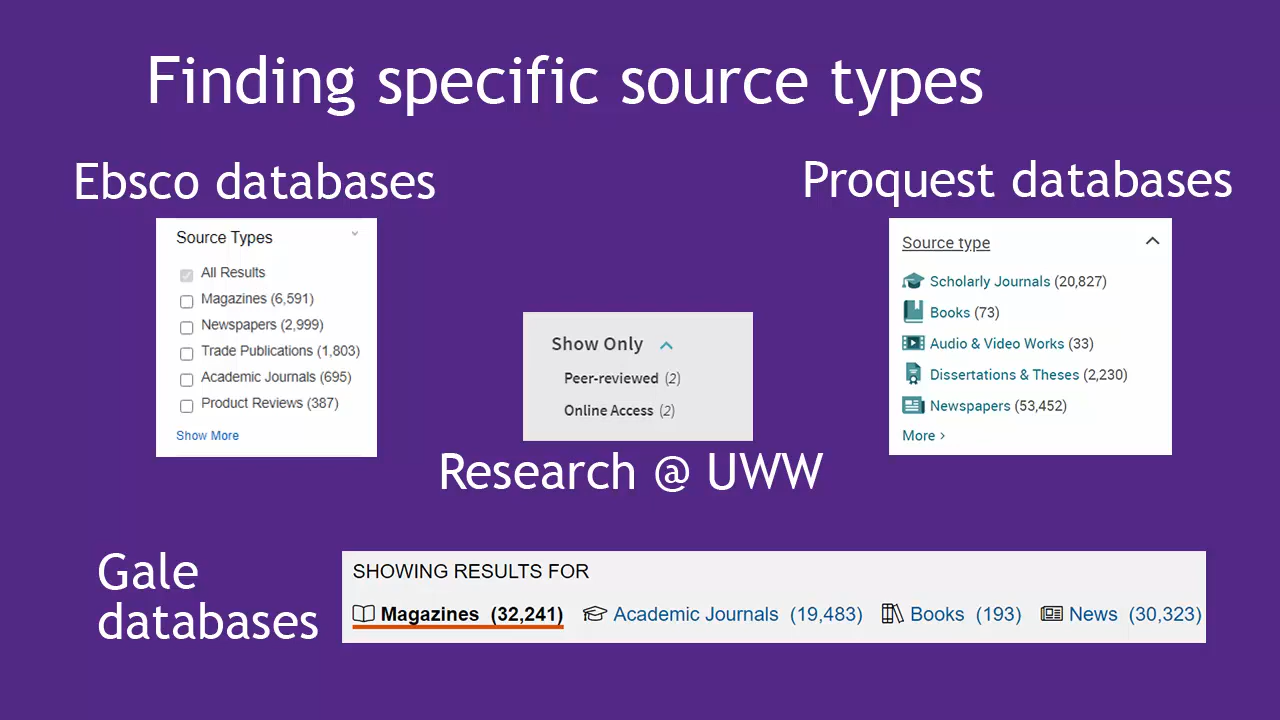 Finding specific source types
Ebsco databases
Source Types
All Results
Magazines (6,591)
Newspapers (2,999)
Trade Publications (1,803)
Academic Journals (695)
Product Reviews (387)
Show More
Show Only
Peer-reviewed (2)
Online Access (2)
Research @ UWW
Proquest databases
Source type
Scholarly Journals (20,827)
Books (73)
Audio & Video Works (33)
Dissertations & Theses (2,230)
Newspapers (53,452)
More ›
Gale
databases
SHOWING RESULTS FOR
Magazines (32,241) Academic Journals (19,483) Books (193) News (30,323)